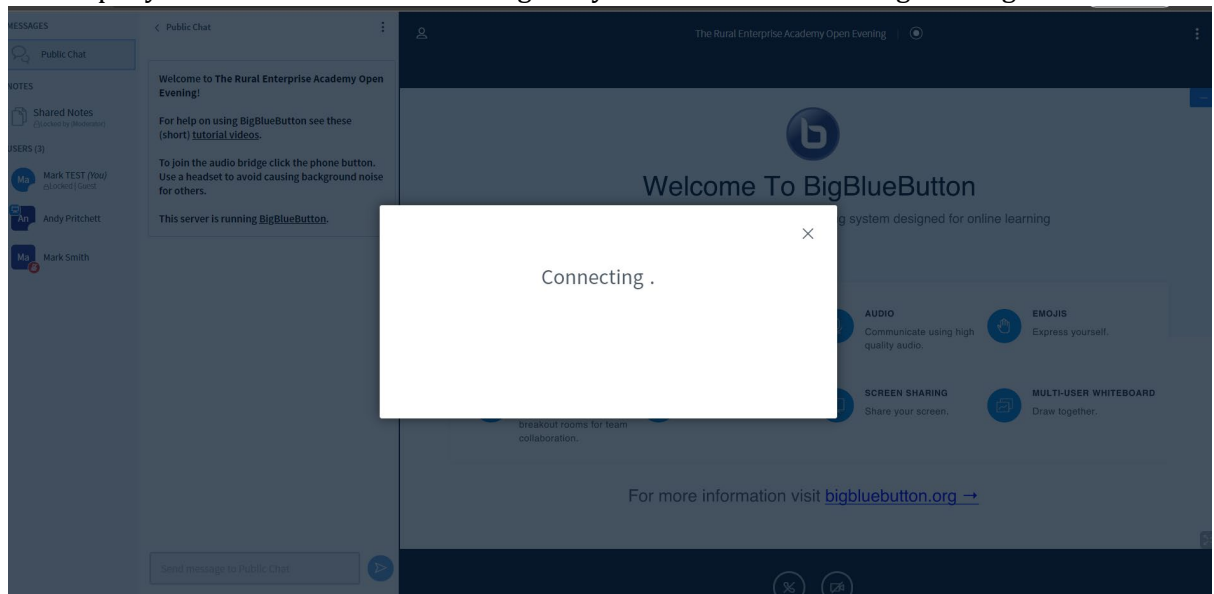 MESSAGES
Public Chat
NOTES
Shared Notes
USERS (3)
Ma
Mark TEST (You)
Locked | Guest
An
Andy Pritchett
Ma
Mark Smith
Public Chat
Welcome to The Rural Enterprise Academy Open
Evening!
For help on using BigBlueButton see these
(short) tutorial videos.
To join the audio bridge click the phone button.
Use a headset to avoid causing background noise
for others.
This server is running BigBlueButton.
Send message to Public Chat
The Rural Enterprise Academy Open Evening
Welcome To BigBlueButton
g system designed for online learning
Connecting .
AUDIO
Communicate using high
quality audio.
EMOJIS
Express yourself.
SCREEN SHARING
Share your screen.
MULTI-USER WHITEBOARD
Draw together.
breakout rooms for team
collaboration.
For more information visit bigbluebutton.org →